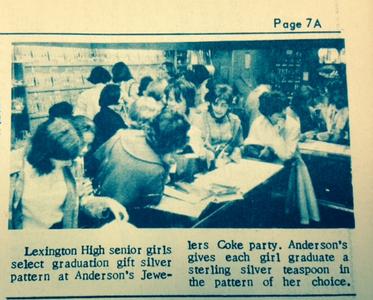 Page 7A
Lexington High senior girls
select graduation gift silver
pattern at Anderson's Jewe-
lers Coke party. Anderson's
gives each girl graduate a
sterling silver teaspoon in
the pattern of her choice.